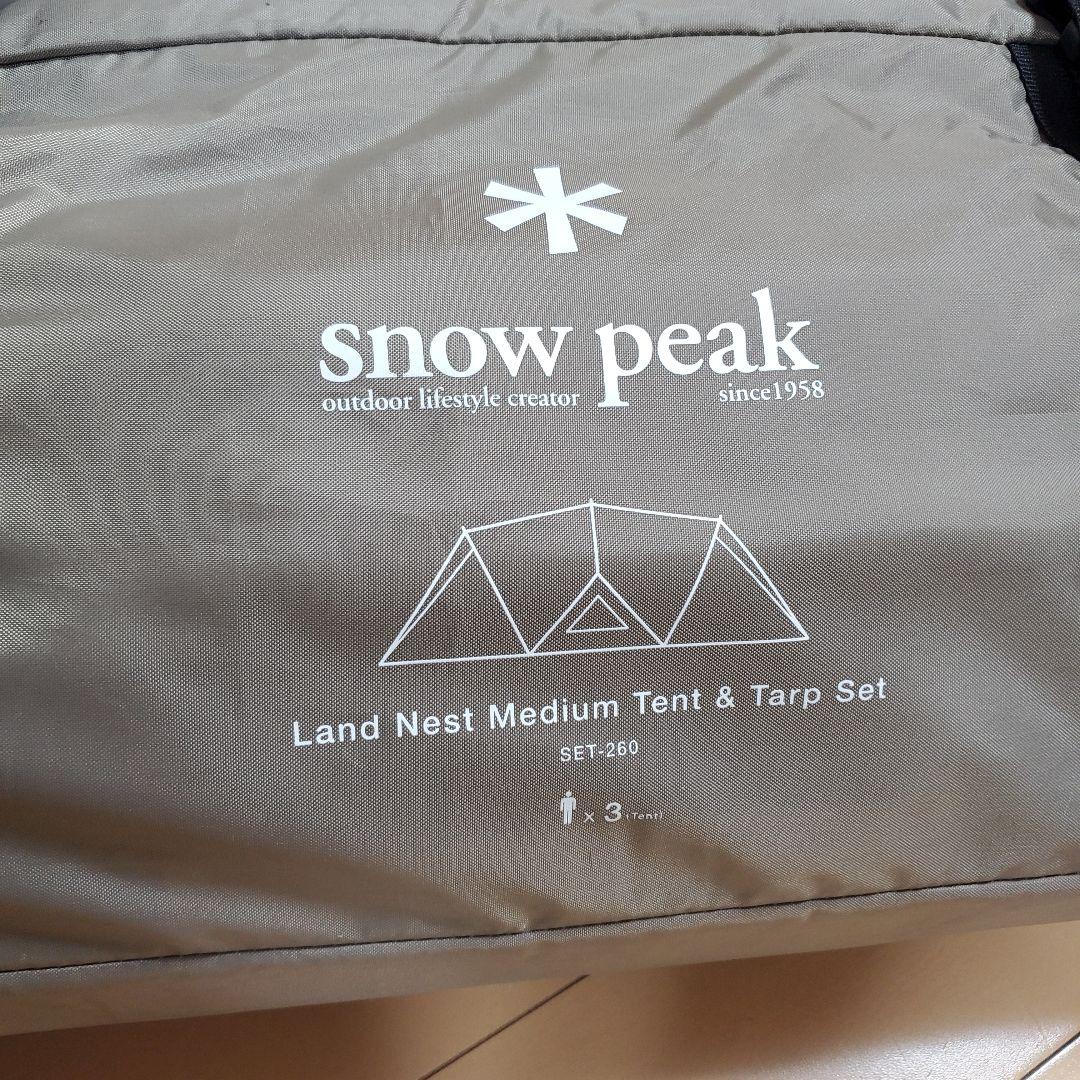 snow peak
outdoor lifestyle creator since1958
Land Nest Medium Tent & Tarp Set
SET-260
x 3 (Tent)